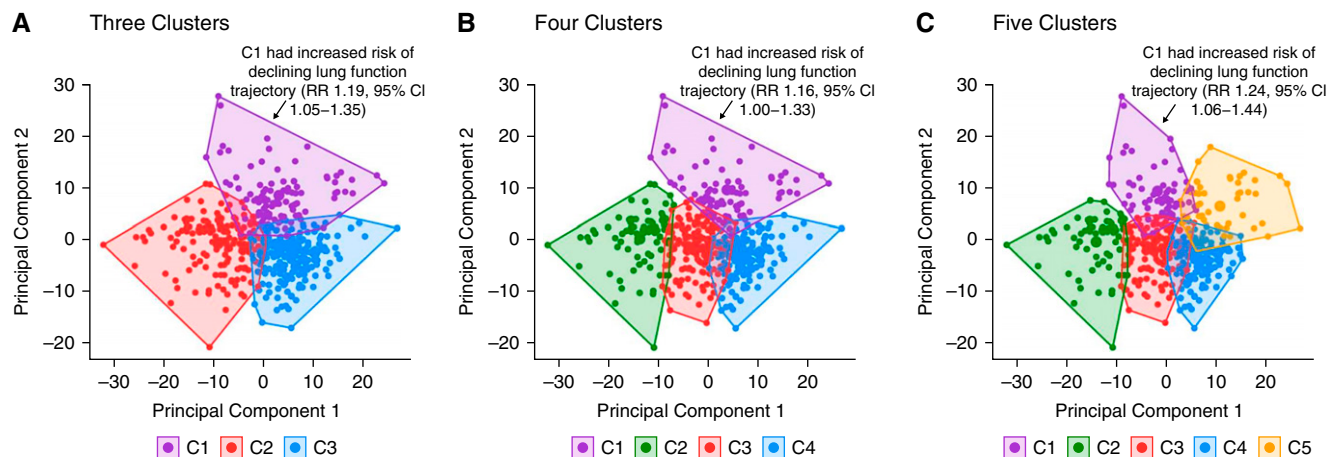 A Three Clusters
C1 had increased risk of
declining lung function
trajectory (RR 1.19, 95% CI
1.05–1.35)
30
20
10
0
–10
–20
Principal Component 2
–30 –20 –10 0 10 20
Principal Component 1
C1 C2 C3
B Four Clusters
C1 had increased risk of
declining lung function
trajectory (RR 1.16, 95% CI
1.00–1.33)
30
20
10
0
–10
–20
Principal Component 2
–30 –20 –10 0 10 20
Principal Component 1
C1 C2 C3 C4
C Five Clusters
C1 had increased risk of
declining lung function
trajectory (RR 1.24, 95% CI
1.06–1.44)
30
20
10
0
–10
–20
Principal Component 2
–30 –20 –10 0 10 20
Principal Component 1
C1 C2 C3 C4 C5